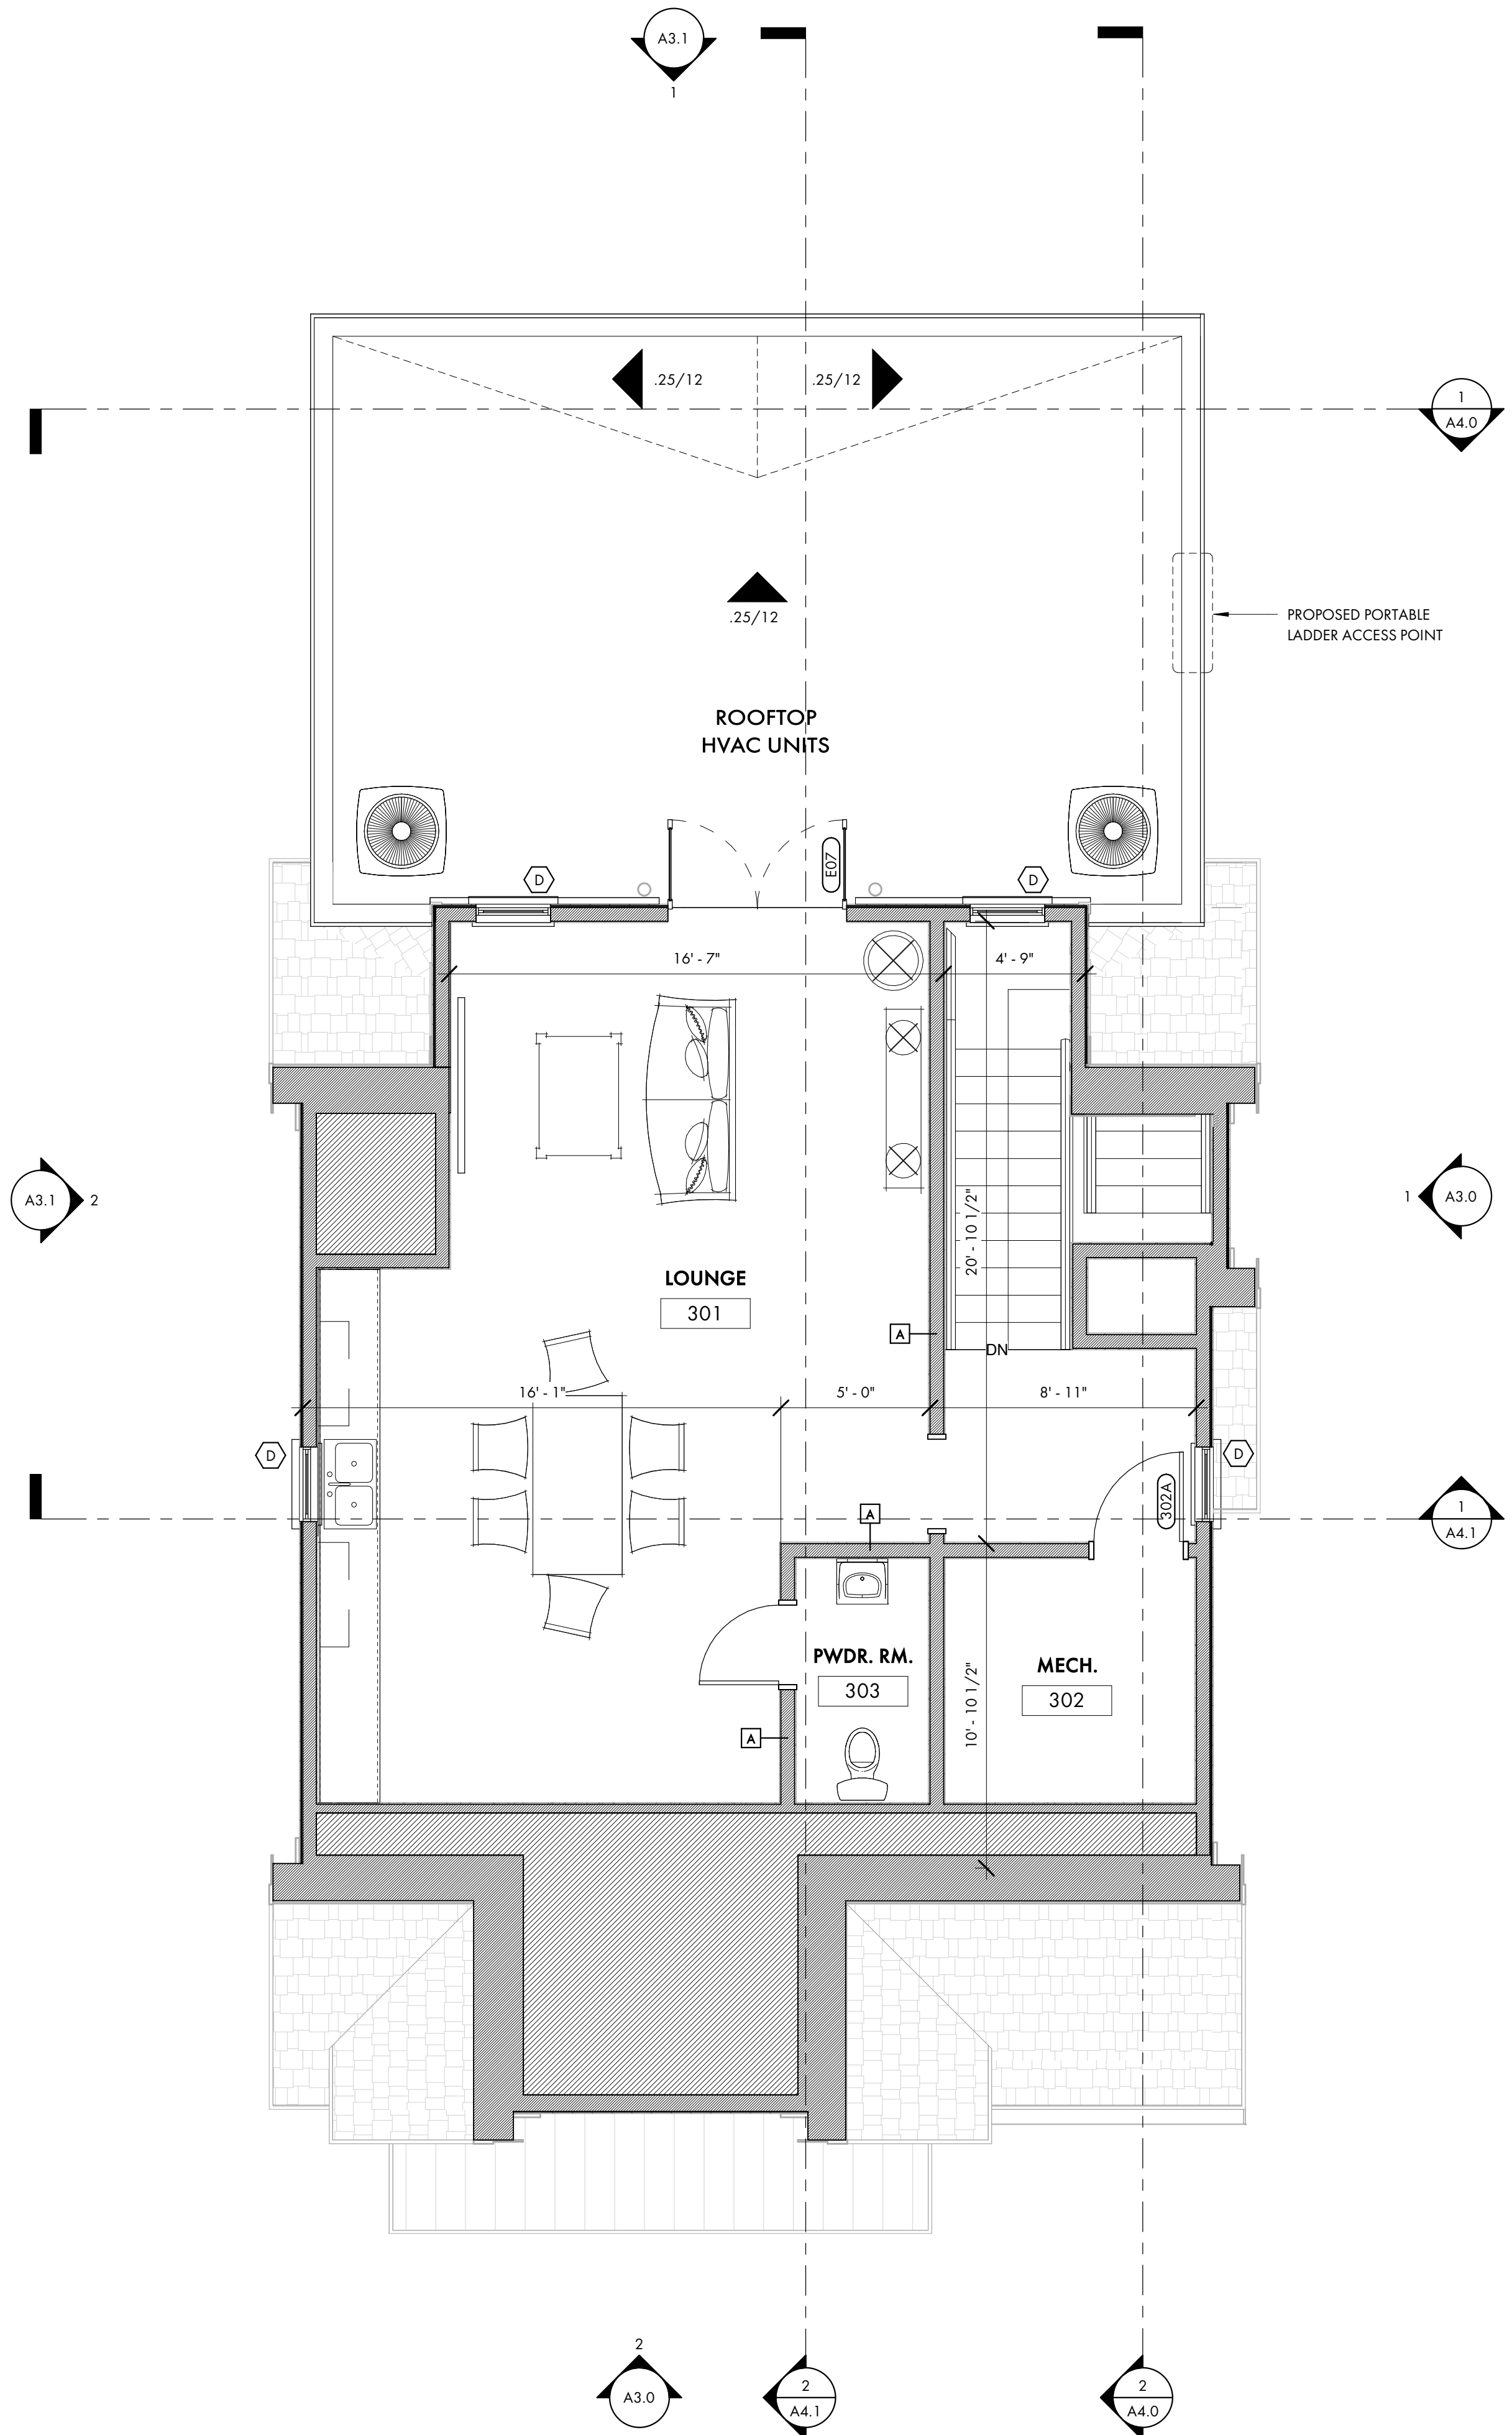 A3.1
1
.25/12
.25/12
1
A4.0
.25/12
PROPOSED PORTABLE
LADDER ACCESS POINT
ROOFTOP
HVAC UNITS
E07
D
D
16' - 7"
4' - 9"
A3.1
2
1
A3.0
20' - 10 1/2"
LOUNGE
301
A
DN
16' - 1"
5' - 0"
8' - 11"
D
D
302A
A
1
A4.1
PWDR. RM.
303
MECH.
302
10' - 10 1/2"
A
2
A3.0
2
A4.1
2
A4.0